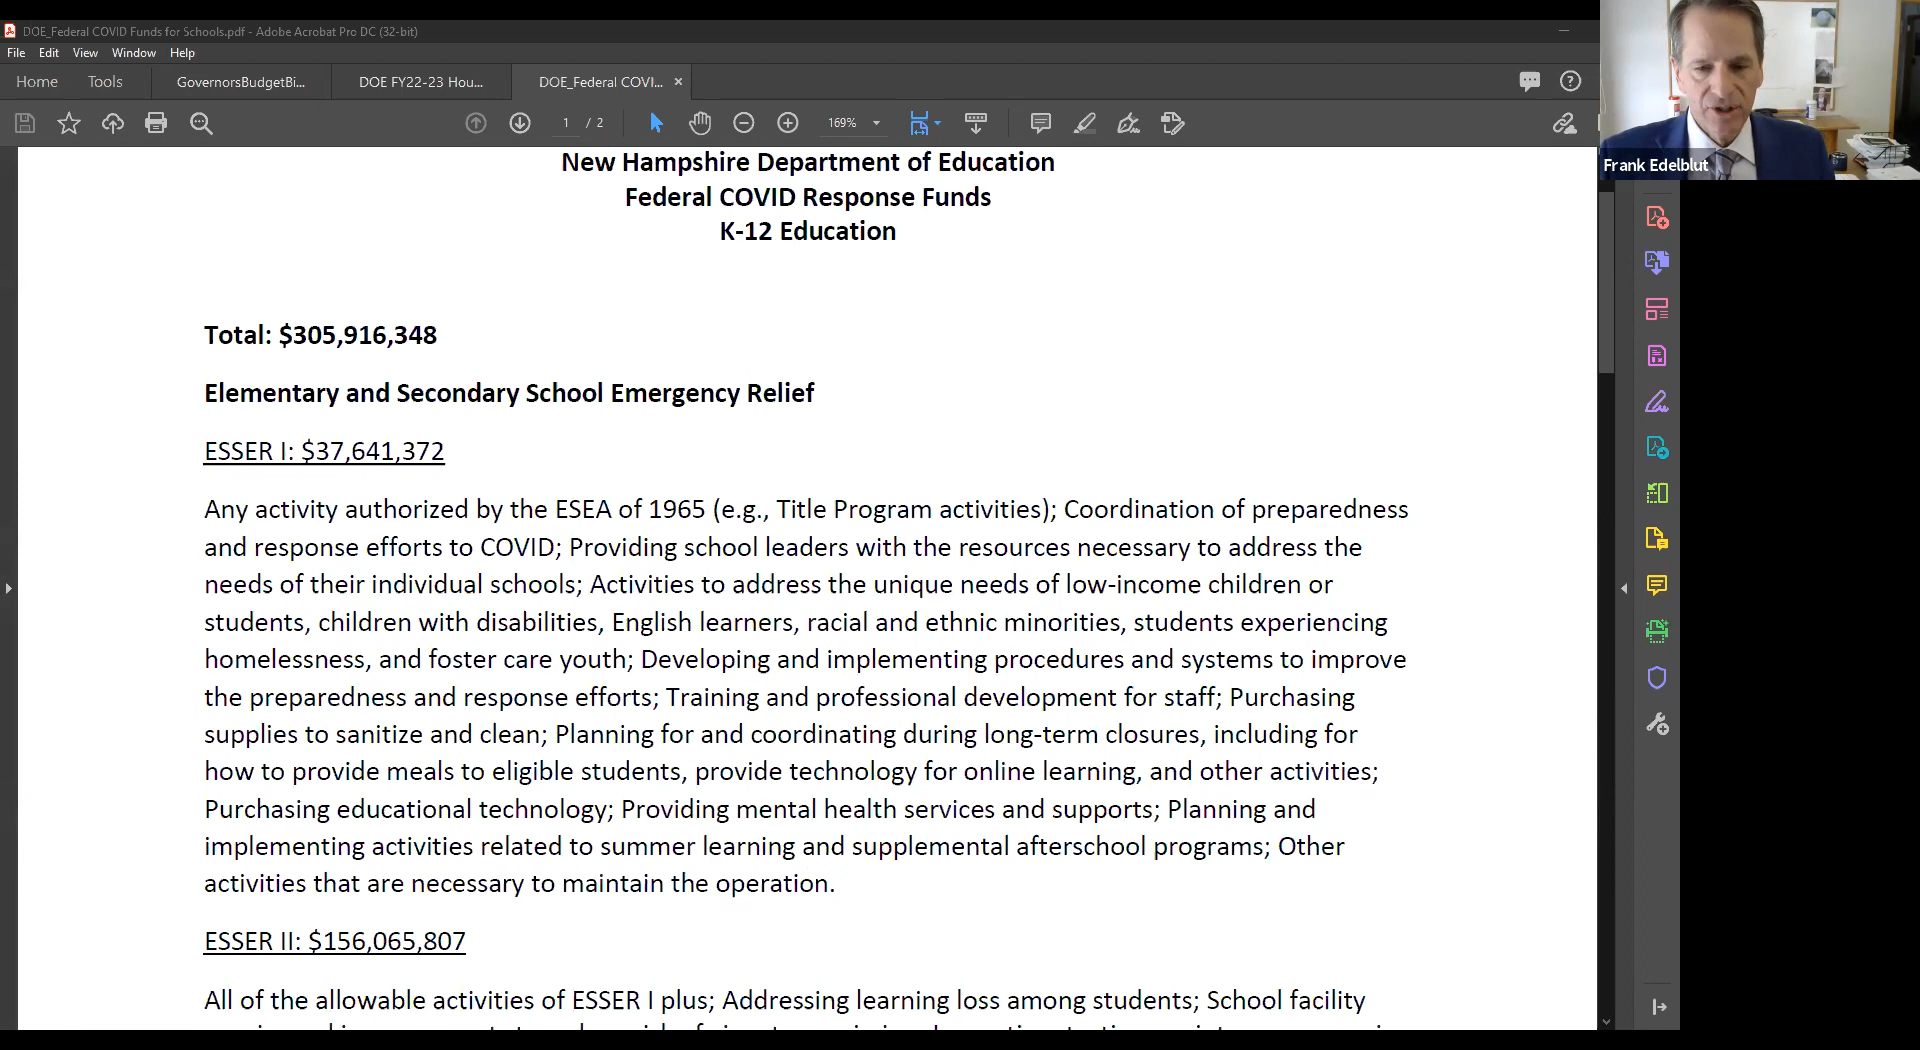 DOE_Federal COVID Funds for Schools.pdf - Adobe Acrobat Pro DC (32-bit)
File Edit View Window Help
Home Tools GovernorsBudgetBi... DOE FY22-23 Hou... DOE_Federal COVI... ×
1 / 2 169%
Frank Edelblut
New Hampshire Department of Education
Federal COVID Response Funds
K-12 Education
Total: $305,916,348
Elementary and Secondary School Emergency Relief
ESSER I: $37,641,372
Any activity authorized by the ESEA of 1965 (e.g., Title Program activities); Coordination of preparedness
and response efforts to COVID; Providing school leaders with the resources necessary to address the
needs of their individual schools; Activities to address the unique needs of low-income children or
students, children with disabilities, English learners, racial and ethnic minorities, students experiencing
homelessness, and foster care youth; Developing and implementing procedures and systems to improve
the preparedness and response efforts; Training and professional development for staff; Purchasing
supplies to sanitize and clean; Planning for and coordinating during long-term closures, including for
how to provide meals to eligible students, provide technology for online learning, and other activities;
Purchasing educational technology; Providing mental health services and supports; Planning and
implementing activities related to summer learning and supplemental afterschool programs; Other
activities that are necessary to maintain the operation.
ESSER II: $156,065,807
All of the allowable activities of ESSER I plus; Addressing learning loss among students; School facility